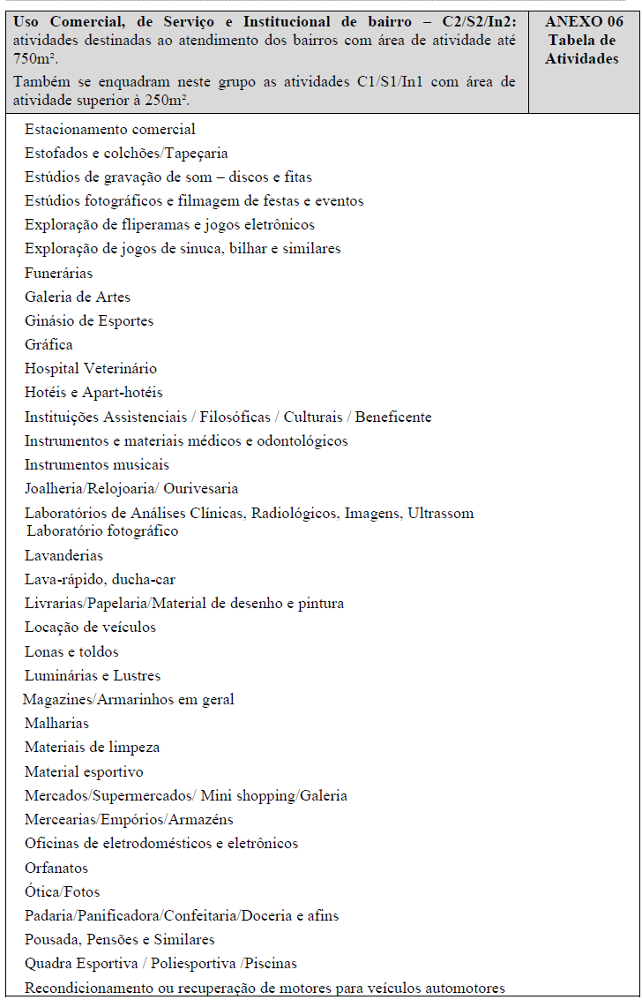 Uso Comercial, de Serviço e Institucional de bairro – C2/S2/In2:
atividades destinadas ao atendimento dos bairros com área de atividade até
750m².
Também se enquadram neste grupo as atividades C1/S1/In1 com área de
atividade superior à 250m².
ANEXO 06
Tabela de
Atividades
Estacionamento comercial
Estofados e colchões/Tapeçaria
Estúdios de gravação de som – discos e fitas
Estúdios fotográficos e filmagem de festas e eventos
Exploração de fliperamas e jogos eletrônicos
Exploração de jogos de sinuca, bilhar e similares
Funerárias
Galeria de Artes
Ginásio de Esportes
Gráfica
Hospital Veterinário
Hotéis e Apart-hotéis
Instituições Assistenciais / Filosóficas / Culturais / Beneficente
Instrumentos e materiais médicos e odontológicos
Instrumentos musicais
Joalheria/Relojoaria/ Ourivesaria
Laboratórios de Análises Clínicas, Radiológicos, Imagens, Ultrassom
Laboratório fotográfico
Lavanderias
Lava-rápido, ducha-car
Livrarias/Papelaria/Material de desenho e pintura
Locação de veículos
Lonas e toldos
Luminárias e Lustres
Magazines/Armarinhos em geral
Malharias
Materiais de limpeza
Material esportivo
Mercados/Supermercados/ Mini shopping/Galeria
Mercearias/Empórios/Armazéns
Oficinas de eletrodomésticos e eletrônicos
Orfanatos
Ótica/Fotos
Padaria/Panificadora/Confeitaria/Doceria e afins
Pousada, Pensões e Similares
Quadra Esportiva / Poliesportiva /Piscinas
Recondicionamento ou recuperação de motores para veículos automotores